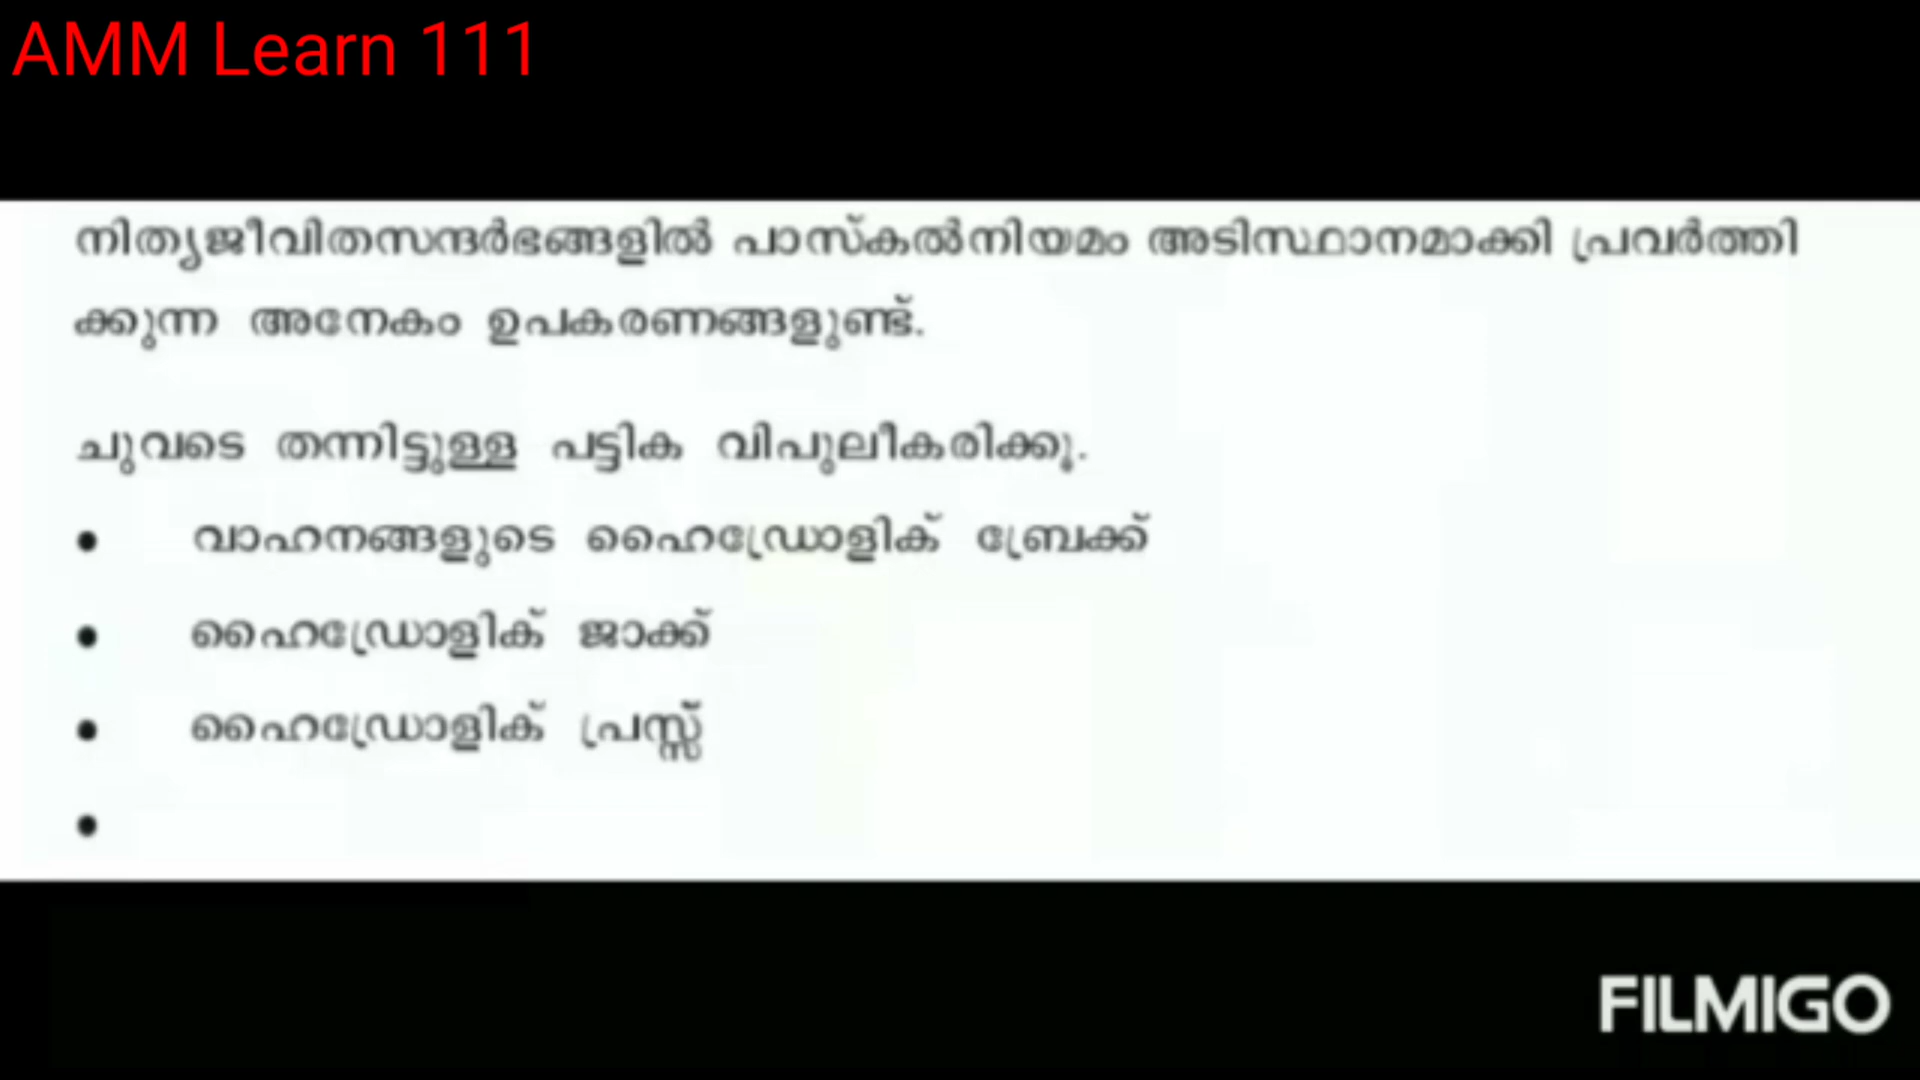 AMM Learn 111
നിത്യജീവിതസന്ദർഭങ്ങളിൽ പാസ്കൽനിയമം അടിസ്ഥാനമാക്കി പ്രവർത്തി
ക്കുന്ന അനേകം ഉപകരണങ്ങളുണ്ട്.
ചുവടെ തന്നിട്ടുള്ള പട്ടിക വിപുലീകരിക്കൂ.
• വാഹനങ്ങളുടെ ഹൈഡ്രോളിക് ബ്രേക്ക്
• ഹൈഡ്രോളിക് ജാക്ക്
• ഹൈഡ്രോളിക് പ്രസ്സ്
•
FILMIGO